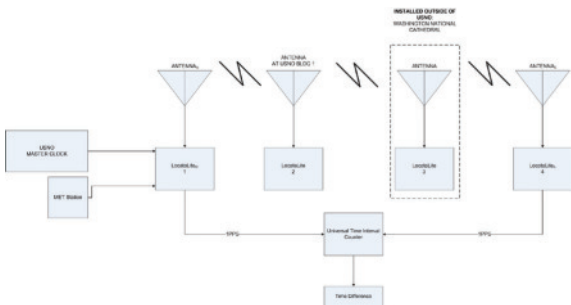 INSTALLED OUTSIDE OF
USNO
WASHINGTON NATIONAL
CATHEDRAL
ANTENNA
ANTENNA
AT USNO BLDG 1
ANTENNA
ANTENNA
USNO
MASTER CLOCK
LocataLite
1
LocataLite
2
LocataLite
3
LocataLite
4
MET Station
1PPS
Universal Time Interval
Counter
1PPS
Time Difference